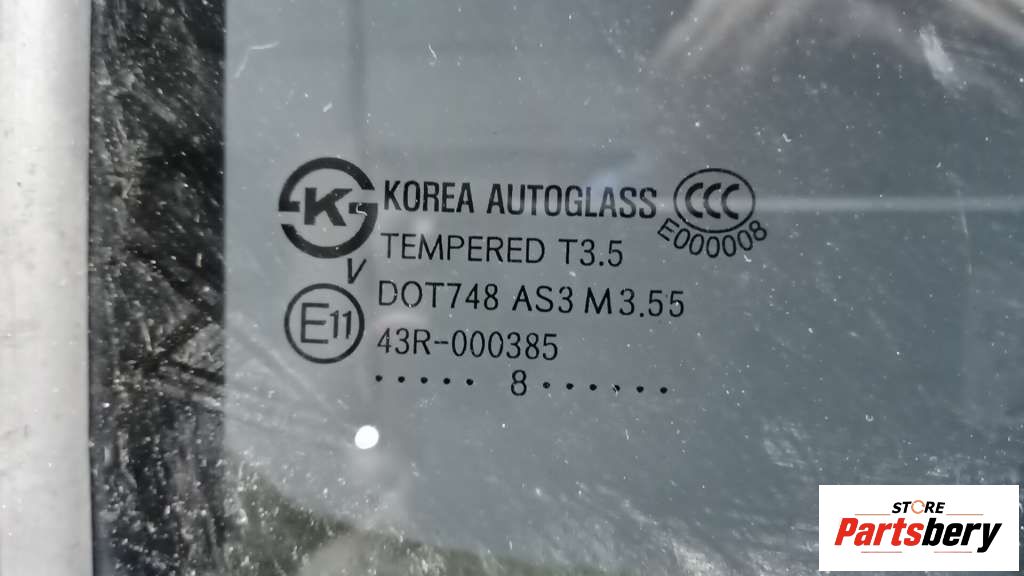 K KOREA AUTOGLASS CCC
E000008
TEMPERED T3.5
V
DOT748 AS3 M3.55
E11
43R-000385
..... 8 ......
STORE
Partsbery